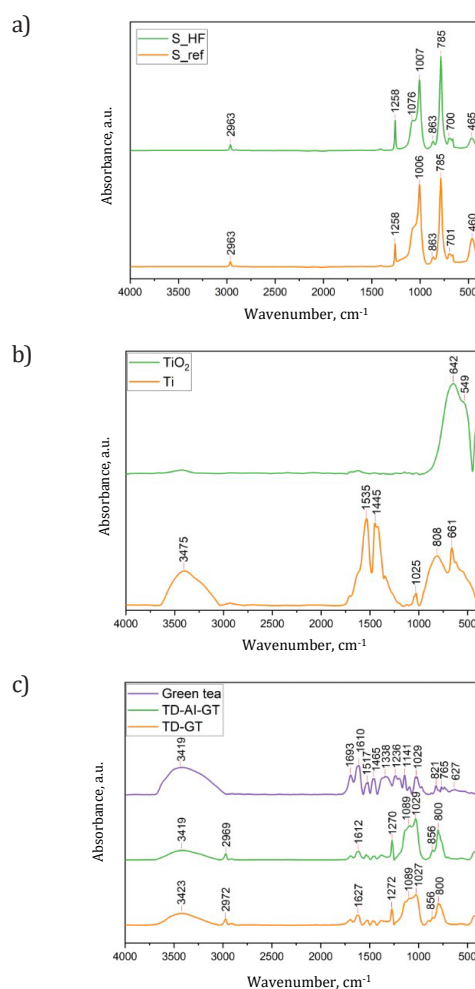 a)
S_HF
S_ref
2963
1258
1076
1007
863
785
700
465
2963
1258
1006
863
785
701
460
Absorbance, a.u.
4000 3500 3000 2500 2000 1500 1000 500
Wavenumber, cm-1
b)
TiO2
Ti
642
549
3475
1535
1445
1025
808
661
Absorbance, a.u.
4000 3500 3000 2500 2000 1500 1000 500
Wavenumber, cm-1
c)
Green tea
TD-AI-GT
TD-GT
3419
1693
1610
1517
1465
1338
1236
1141
1029
821
765
627
3419
2969
1612
1270
1089
1029
856
800
3423
2972
1627
1272
1089
1027
856
800
Absorbance, a.u.
4000 3500 3000 2500 2000 1500 1000 500
Wavenumber, cm-1